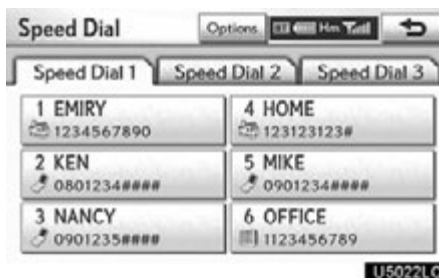 Speed Dial Options Hm
Speed Dial 1 Speed Dial 2 Speed Dial 3
1 EMIRY
1234567890
4 HOME
123123123#
2 KEN
0801234####
5 MIKE
0901234####
3 NANCY
0901235####
6 OFFICE
1123456789
U5022LC